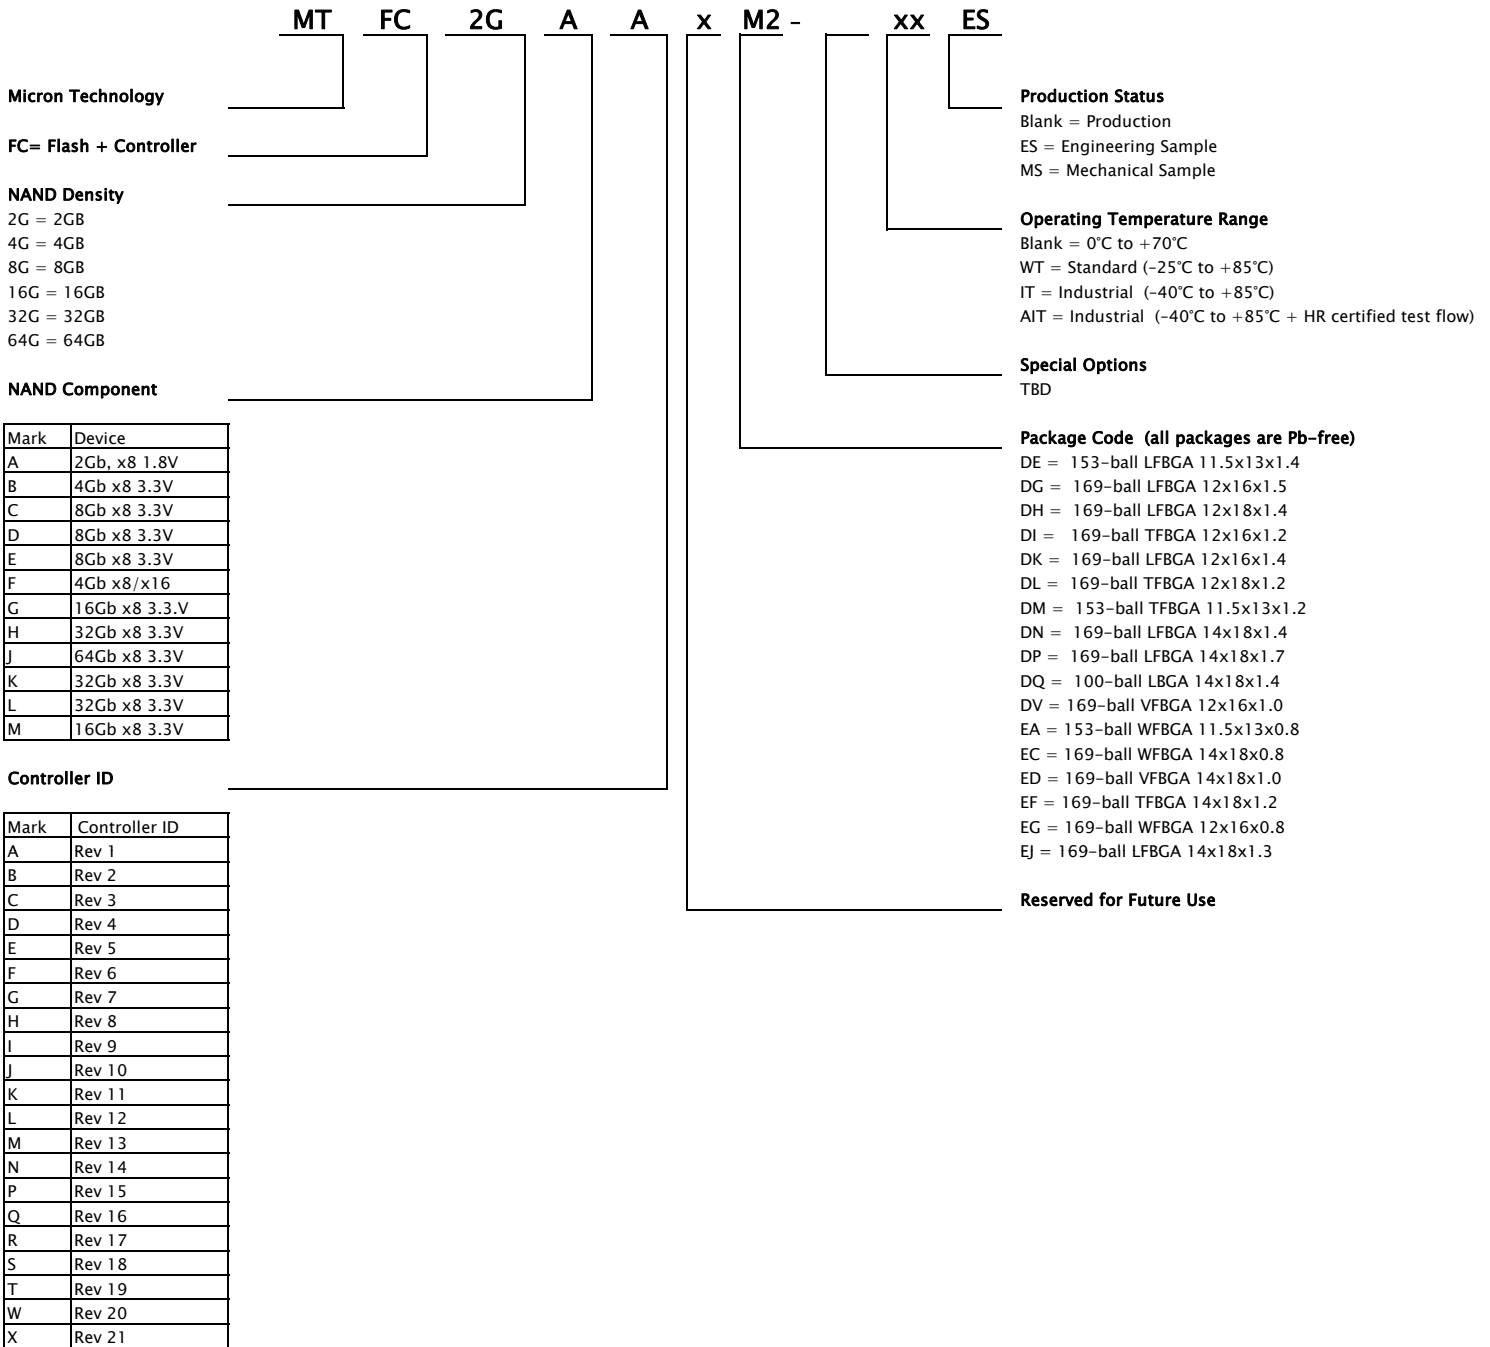 MT FC 2G A A x M2 - xx ES
Micron Technology
FC= Flash + Controller
NAND Density
2G = 2GB
4G = 4GB
8G = 8GB
16G = 16GB
32G = 32GB
64G = 64GB
NAND Component
Mark Device
A 2Gb, x8 1.8V
B 4Gb x8 3.3V
C 8Gb x8 3.3V
D 8Gb x8 3.3V
E 8Gb x8 3.3V
F 4Gb x8/x16
G 16Gb x8 3.3.V
H 32Gb x8 3.3V
J 64Gb x8 3.3V
K 32Gb x8 3.3V
L 32Gb x8 3.3V
M 16Gb x8 3.3V
Controller ID
Mark Controller ID
A Rev 1
B Rev 2
C Rev 3
D Rev 4
E Rev 5
F Rev 6
G Rev 7
H Rev 8
I Rev 9
J Rev 10
K Rev 11
L Rev 12
M Rev 13
N Rev 14
P Rev 15
Q Rev 16
R Rev 17
S Rev 18
T Rev 19
W Rev 20
X Rev 21
Production Status
Blank = Production
ES = Engineering Sample
MS = Mechanical Sample
Operating Temperature Range
Blank = 0°C to +70°C
WT = Standard (-25°C to +85°C)
IT = Industrial (-40°C to +85°C)
AIT = Industrial (-40°C to +85°C + HR certified test flow)
Special Options
TBD
Package Code (all packages are Pb-free)
DE = 153-ball LFBGA 11.5x13x1.4
DG = 169-ball LFBGA 12x16x1.5
DH = 169-ball LFBGA 12x18x1.4
DI = 169-ball TFBGA 12x16x1.2
DK = 169-ball LFBGA 12x16x1.4
DL = 169-ball TFBGA 12x18x1.2
DM = 153-ball TFBGA 11.5x13x1.2
DN = 169-ball LFBGA 14x18x1.4
DP = 169-ball LFBGA 14x18x1.7
DQ = 100-ball LBGA 14x18x1.4
DV = 169-ball VFBGA 12x16x1.0
EA = 153-ball WFBGA 11.5x13x0.8
EC = 169-ball WFBGA 14x18x0.8
ED = 169-ball VFBGA 14x18x1.0
EF = 169-ball TFBGA 14x18x1.2
EG = 169-ball WFBGA 12x16x0.8
EJ = 169-ball LFBGA 14x18x1.3
Reserved for Future Use